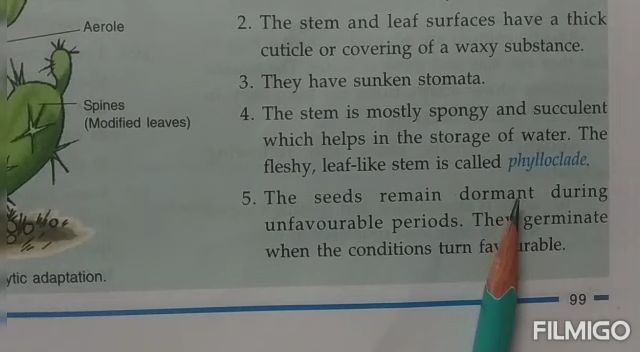 Aerole
Spines
(Modified leaves)
ytic adaptation.
2. The stem and leaf surfaces have a thick
cuticle or covering of a waxy substance.
3. They have sunken stomata.
4. The stem is mostly spongy and succulent
which helps in the storage of water. The
fleshy, leaf-like stem is called phylloclade.
5. The seeds remain dormant during
unfavourable periods. They germinate
when the conditions turn favourable.
99
FILMIGO